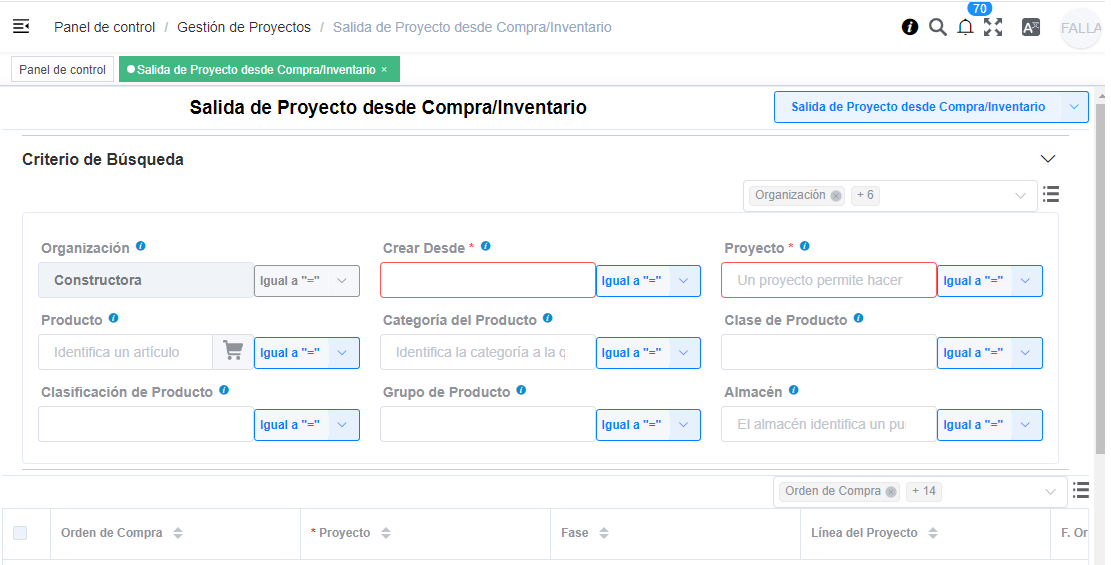 Panel de control / Gestión de Proyectos / Salida de Proyecto desde Compra/Inventario
70
FALLA
Panel de control
Salida de Proyecto desde Compra/Inventario ×
Salida de Proyecto desde Compra/Inventario
Salida de Proyecto desde Compra/Inventario
Criterio de Búsqueda
Organización + 6
Organización Crear Desde * Proyecto *
Constructora Igual a "=" Igual a "=" Un proyecto permite hacer Igual a "="
Producto Categoría del Producto Clase de Producto
Identifica un artículo Igual a "=" Identifica la categoría a la q Igual a "=" Igual a "="
Clasificación de Producto Grupo de Producto Almacén
Igual a "=" Igual a "=" El almacén identifica un pu Igual a "="
Orden de Compra + 14
Orden de Compra * Proyecto Fase Línea del Proyecto F. Or